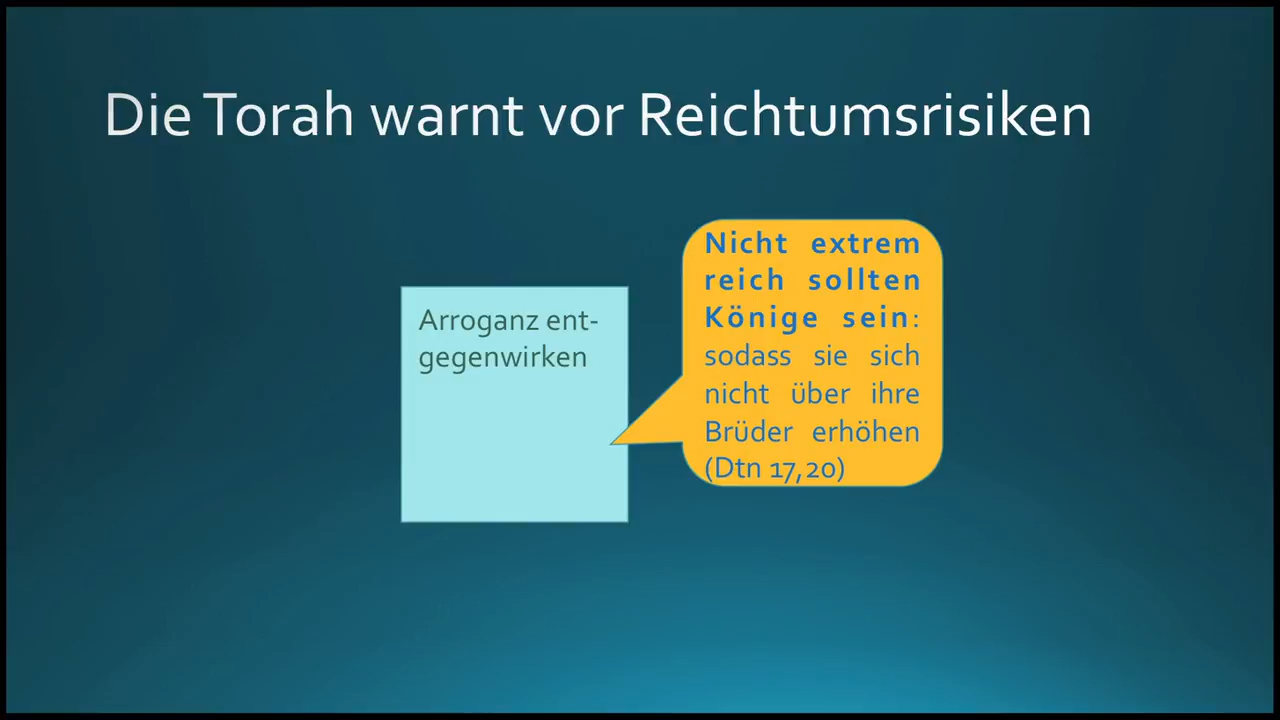 Die Torah warnt vor Reichtumsrisiken
Arroganz ent-
gegenwirken
Nicht extrem
reich sollten
Könige sein:
sodass sie sich
nicht über ihre
Brüder erhöhen
(Dtn 17,20)